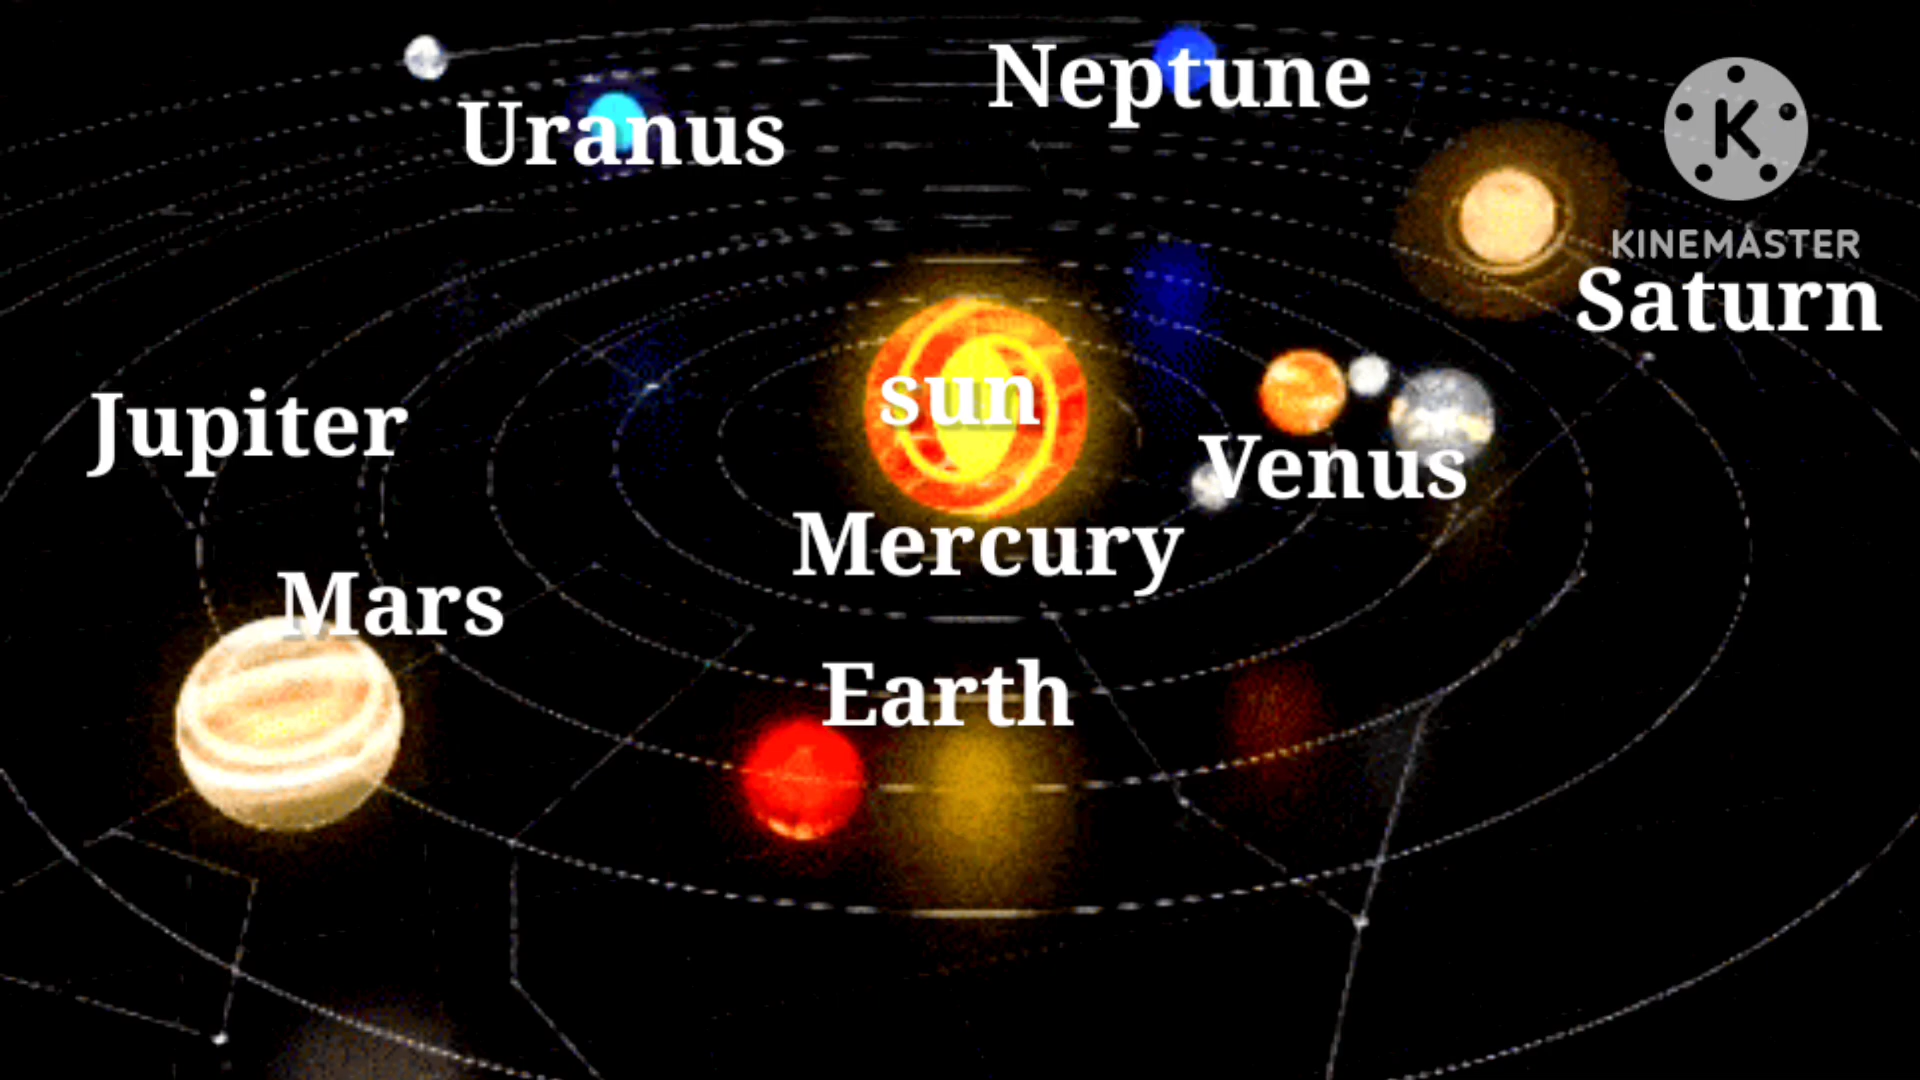 Neptune
Uranus
K
KINEMASTER
Saturn
sun
Jupiter
Venus
Mercury
Mars
Earth